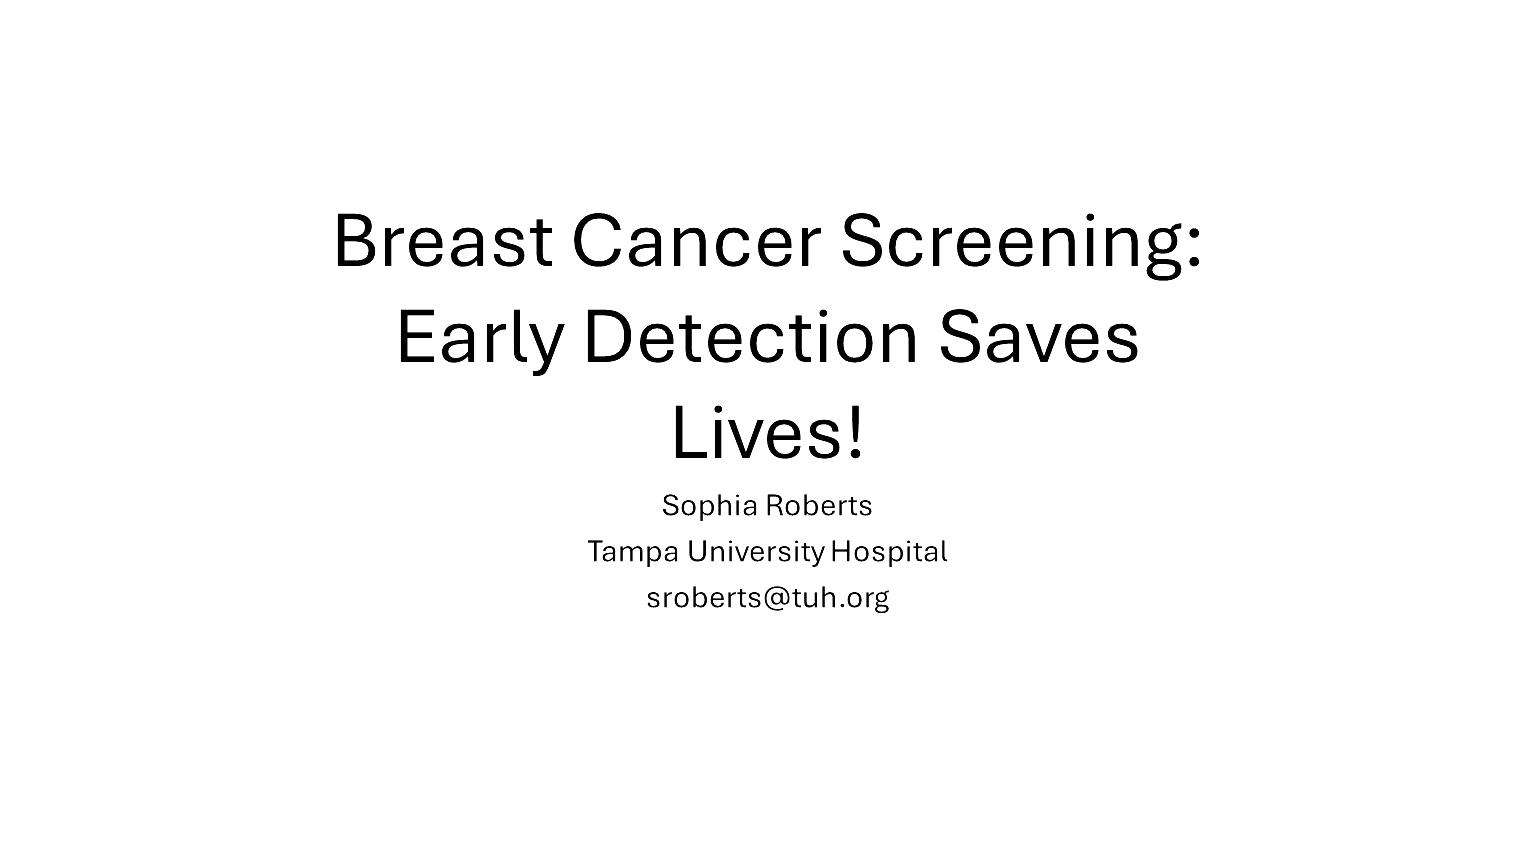 Breast Cancer Screening:
Early Detection Saves
Lives!
Sophia Roberts
Tampa University Hospital
sroberts@tuh.org